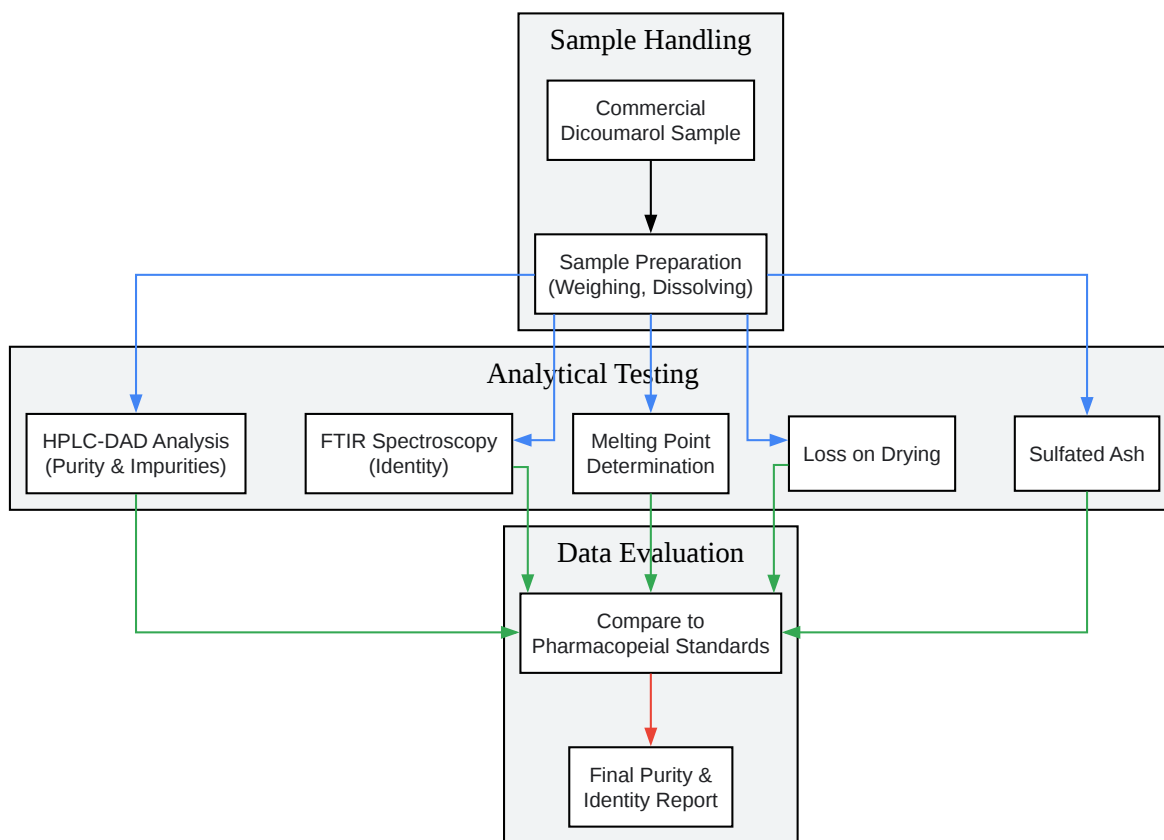 Sample Handling
Commercial
Dicoumarol Sample
Sample Preparation
(Weighing, Dissolving)
Analytical Testing
HPLC-DAD Analysis
(Purity & Impurities)
FTIR Spectroscopy
(Identity)
Melting Point
Determination
Loss on Drying
Sulfated Ash
Data Evaluation
Compare to
Pharmacopeial Standards
Final Purity &
Identity Report